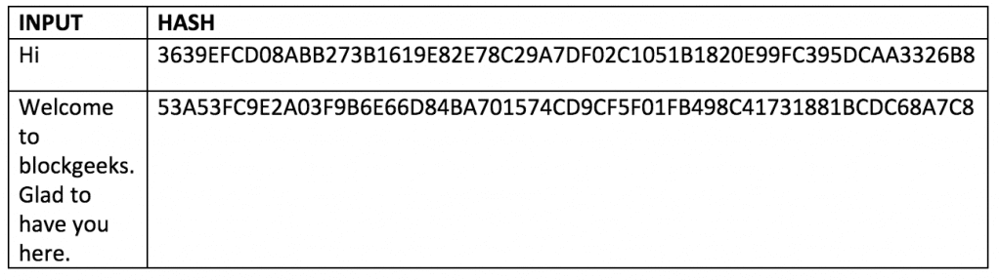 INPUT HASH
Hi 3639EFCD08ABB273B1619E82E78C29A7DF02C1051B1820E99FC395DCAA3326B8
Welcome 53A53FC9E2A03F9B6E66D84BA701574CD9CF5F01FB498C41731881BCDC68A7C8
to
blockgeeks.
Glad to
have you
here.